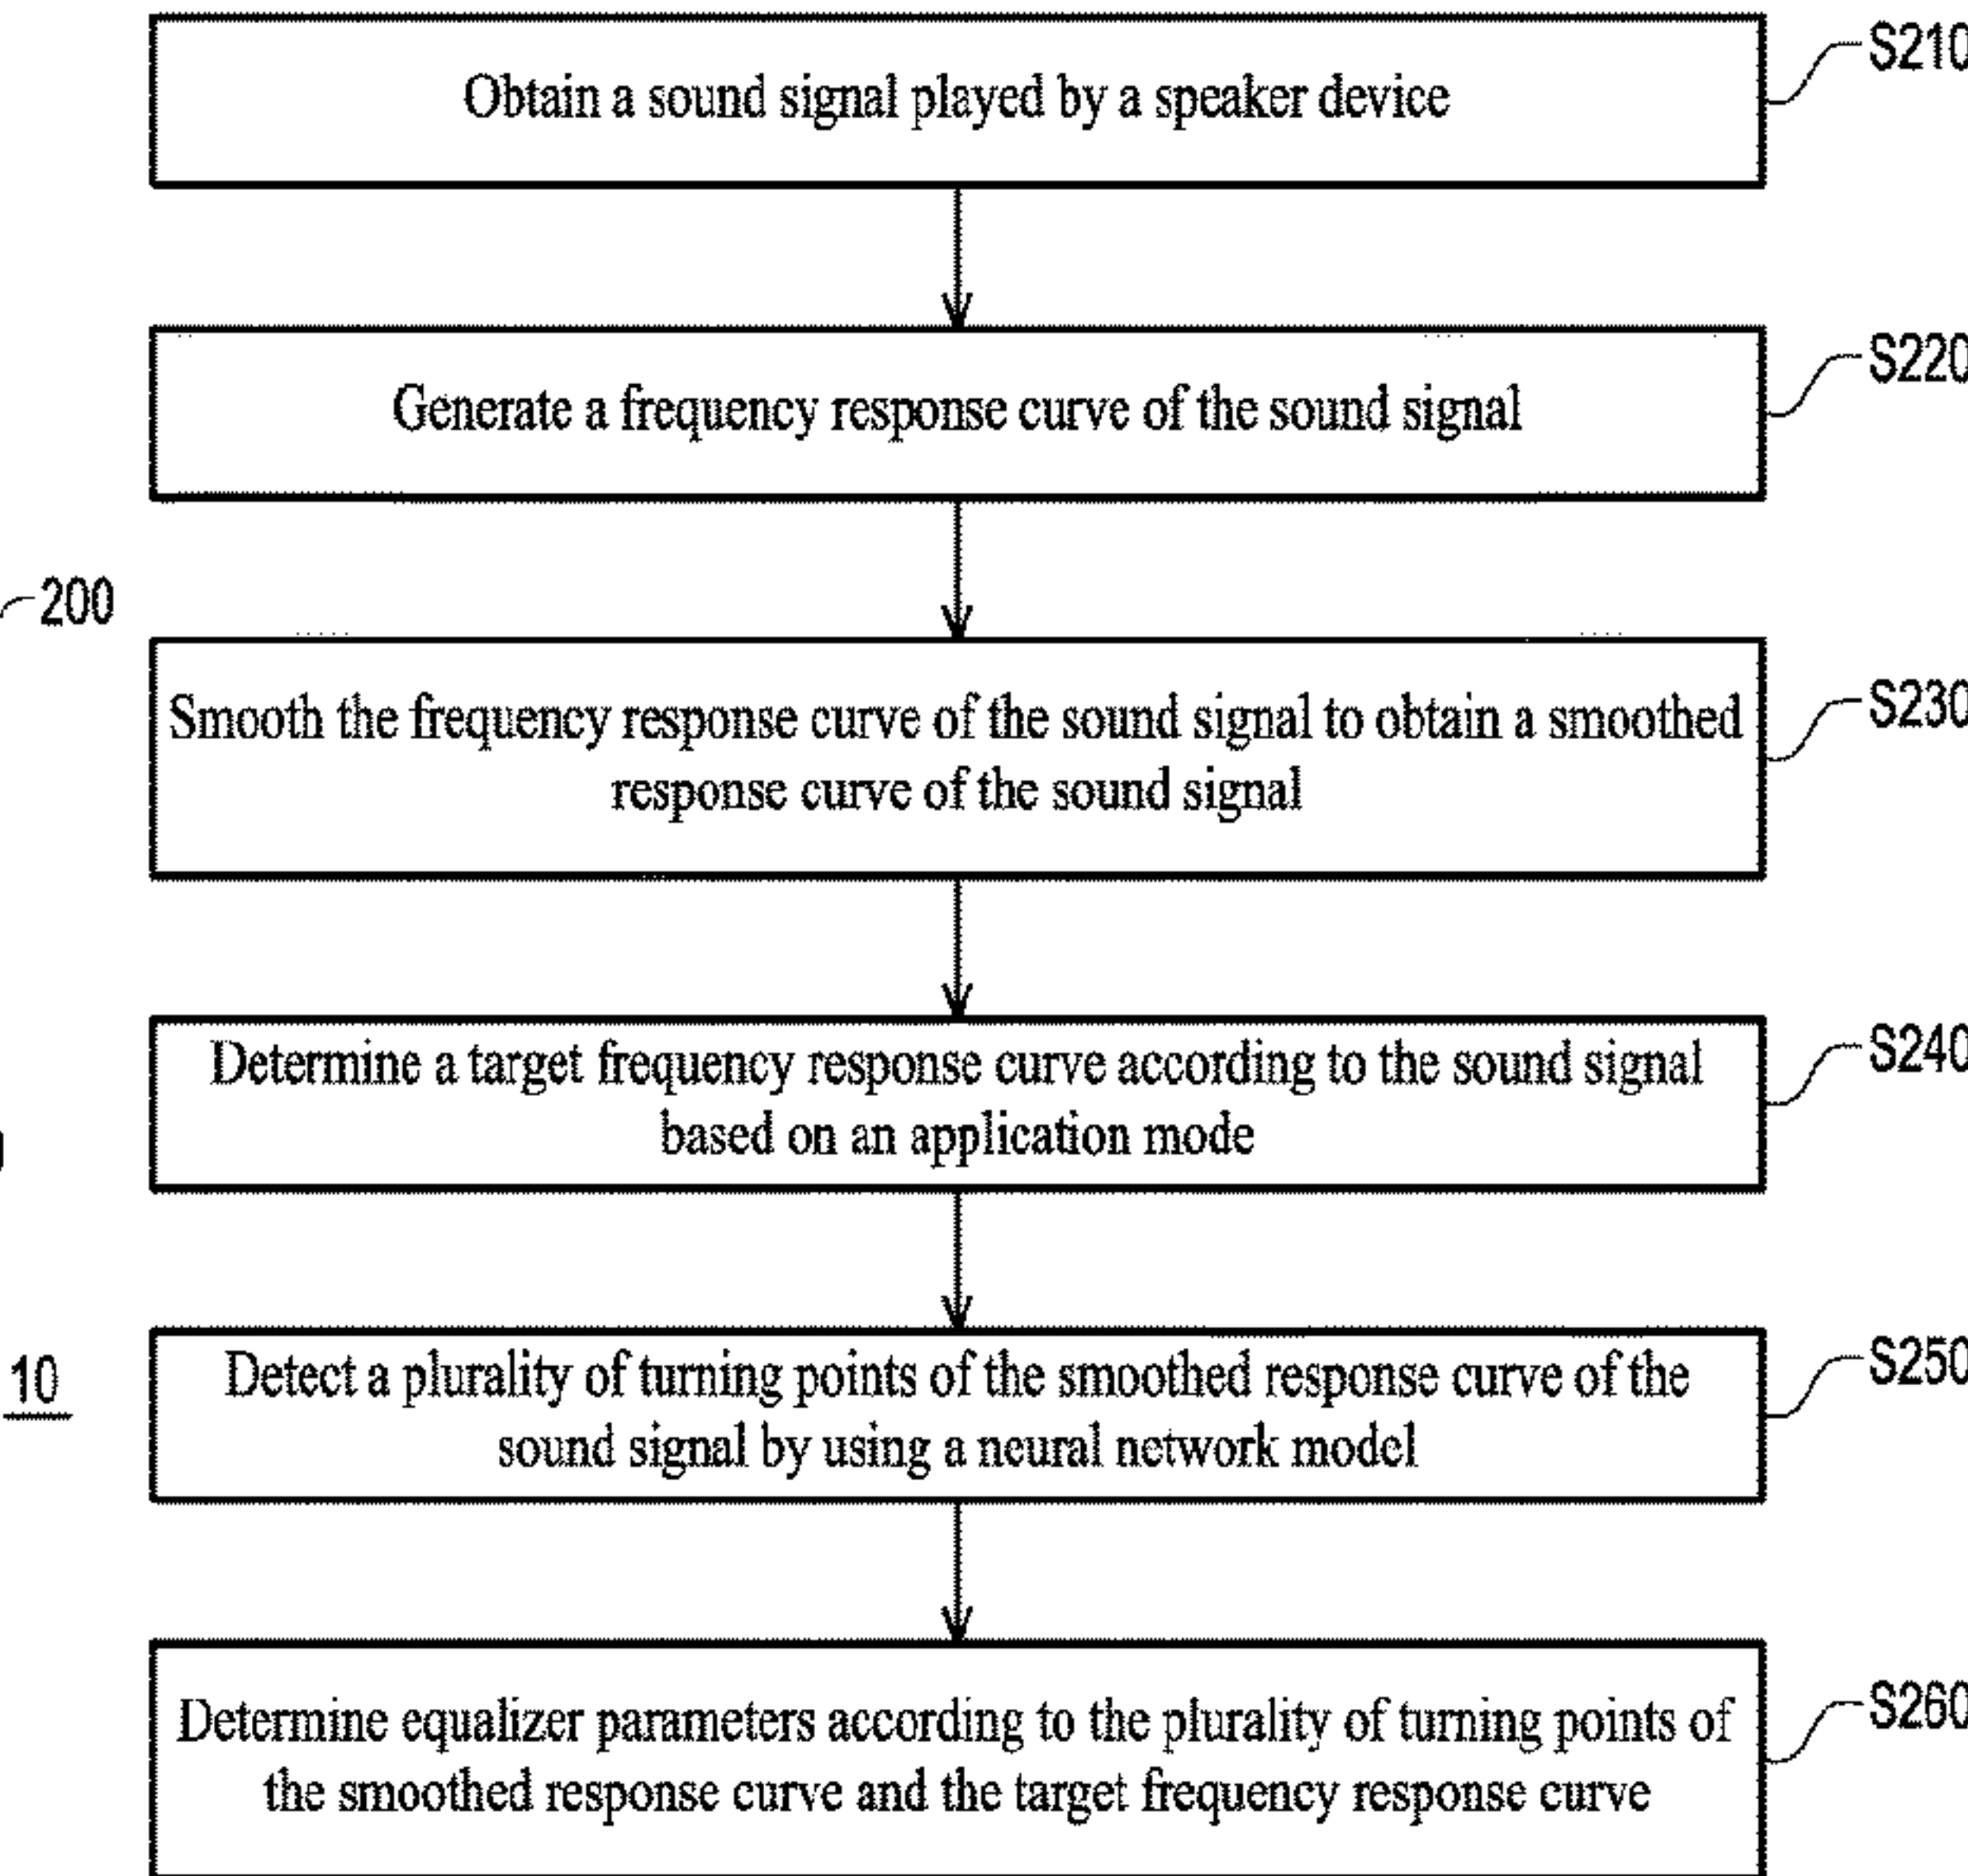 Obtain a sound signal played by a speaker device
S210
Generate a frequency response curve of the sound signal
S220
200
Smooth the frequency response curve of the sound signal to obtain a smoothed
response curve of the sound signal
S230
Determine a target frequency response curve according to the sound signal
based on an application mode
S240
10
Detect a plurality of turning points of the smoothed response curve of the
sound signal by using a neural network model
S250
Determine equalizer parameters according to the plurality of turning points of
the smoothed response curve and the target frequency response curve
S260